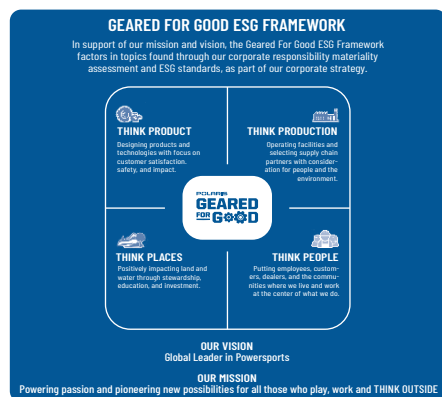 GEARED FOR GOOD ESG FRAMEWORK
In support of our mission and vision, the Geared For Good ESG Framework
factors in topics found through our corporate responsibility materiality
assessment and ESG standards, as part of our corporate strategy.
THINK PRODUCT
Designing products and
technologies with focus on
customer satisfaction,
safety, and impact.
THINK PRODUCTION
Operating facilities and
selecting supply chain
partners with consider-
ation for people and the
environment.
POLARIS
GEARED
FOR GOOD
THINK PLACES
Positively impacting land and
water through stewardship,
education, and investment.
THINK PEOPLE
Putting employees, custom-
ers, dealers, and the commu-
nities where we live and work
at the center of what we do.
OUR VISION
Global Leader in Powersports
OUR MISSION
Powering passion and pioneering new possibilities for all those who play, work and THINK OUTSIDE